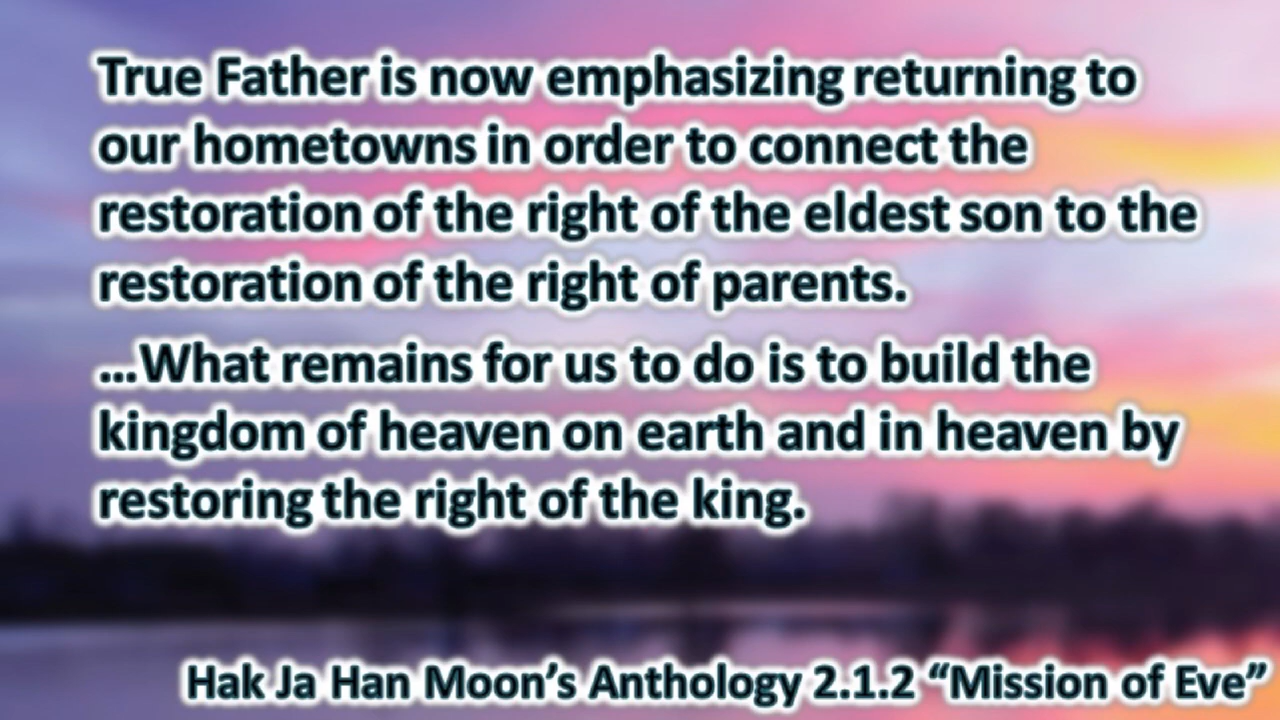 True Father is now emphasizing returning to
our hometowns in order to connect the
restoration of the right of the eldest son to the
restoration of the right of parents.
…What remains for us to do is to build the
kingdom of heaven on earth and in heaven by
restoring the right of the king.
Hak Ja Han Moon’s Anthology 2.1.2 “Mission of Eve”